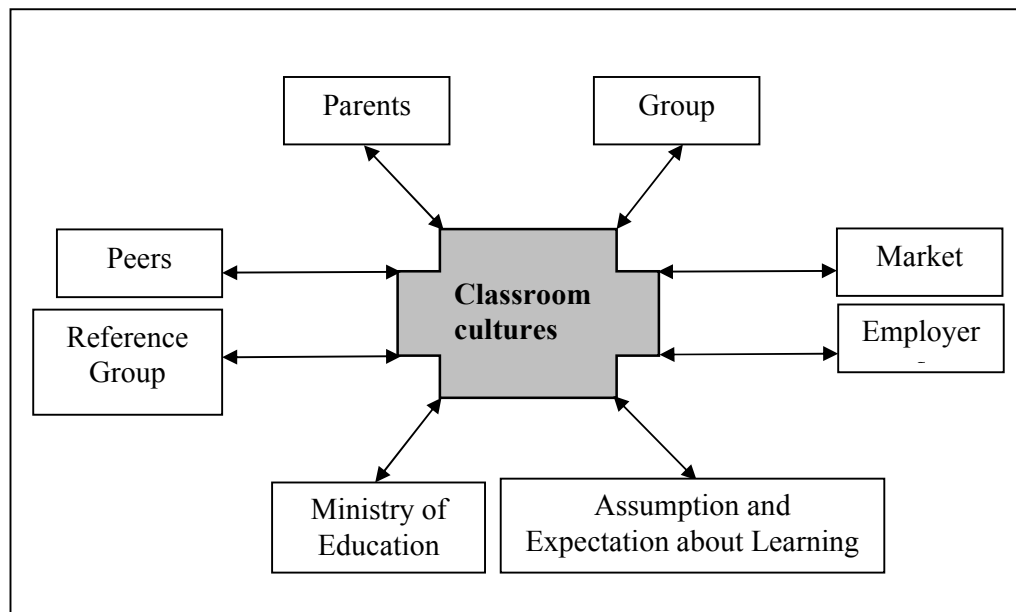 Parents
Group
Peers
Market
Classroom
cultures
Reference
Group
Employer
Ministry of
Education
Assumption and
Expectation about Learning